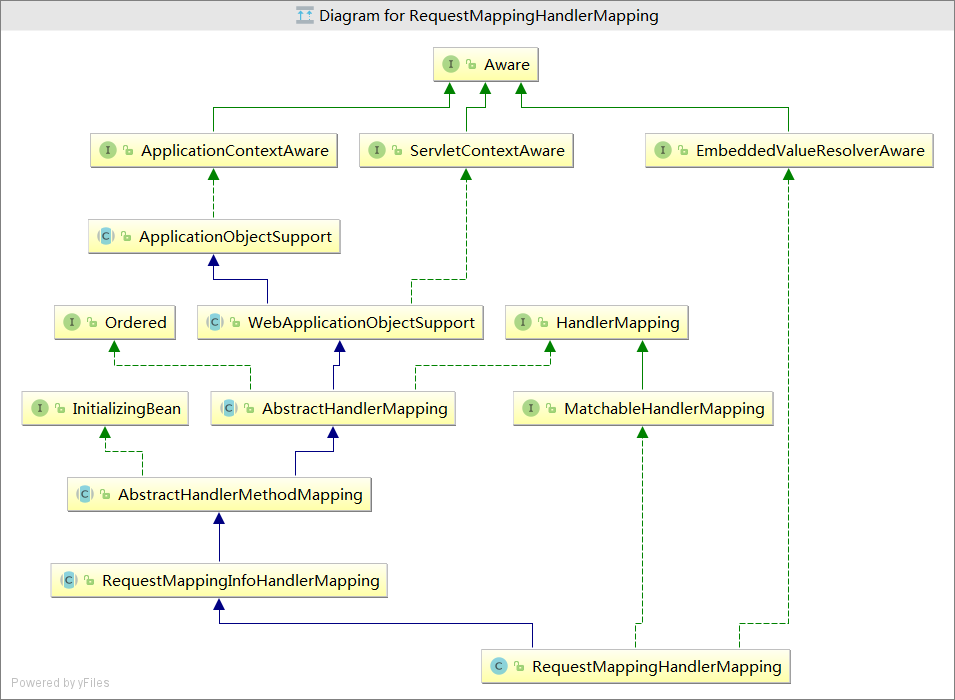 Diagram for RequestMappingHandlerMapping
I Aware
I ApplicationContextAware
I ServletContextAware
I EmbeddedValueResolverAware
C ApplicationObjectSupport
I Ordered
C WebApplicationObjectSupport
I HandlerMapping
I InitializingBean
C AbstractHandlerMapping
I MatchableHandlerMapping
C AbstractHandlerMethodMapping
C RequestMappingInfoHandlerMapping
C RequestMappingHandlerMapping
Powered by yFiles